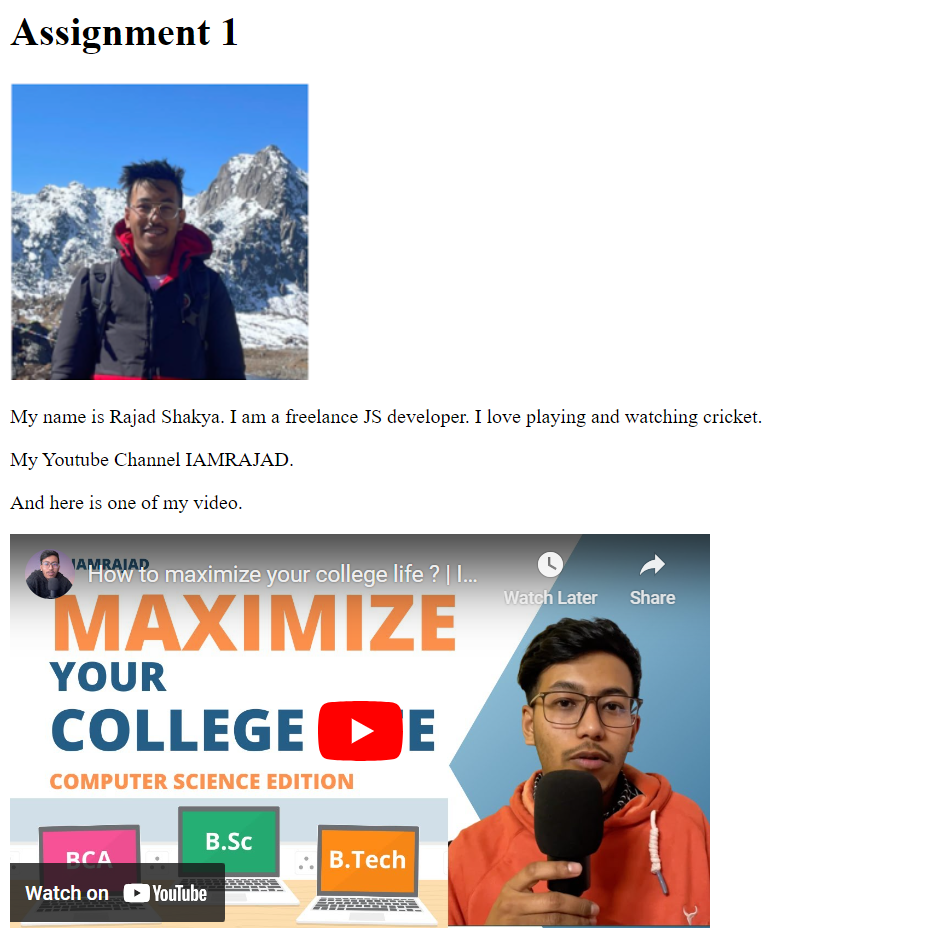 Assignment 1
My name is Rajad Shakya. I am a freelance JS developer. I love playing and watching cricket.
My Youtube Channel IAMRAJAD.
And here is one of my video.
IAMRAJAD
How to maximize your college life ? | I...
Watch Later
Share
MAXIMIZE
YOUR
COLLEGE
COMPUTER SCIENCE EDITION
BCA
B.Sc
B.Tech
Watch on YouTube